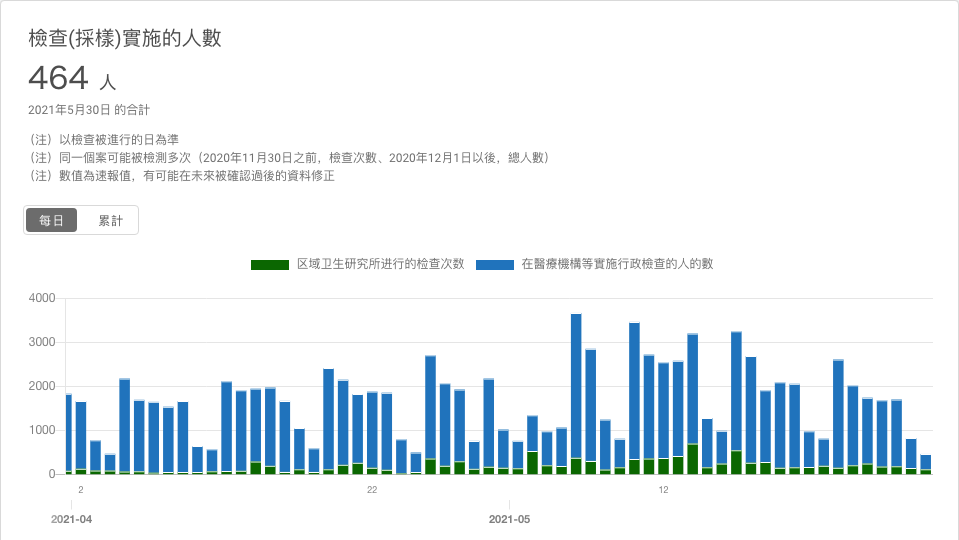 檢查(採樣)實施的人數
464 人
2021年5月30日 的合計
（注）以檢查被進行的日為準
（注）同一個案可能被檢測多次（2020年11月30日之前，檢查次數、2020年12月1日以後，總人數）
（注）數值為速報值，有可能在未來被確認過後的資料修正
每日 累計
区域卫生研究所进行的检查次数 在醫療機構等實施行政檢查的人的數
4000
3000
2000
1000
0
2 22 12
2021-04 2021-05